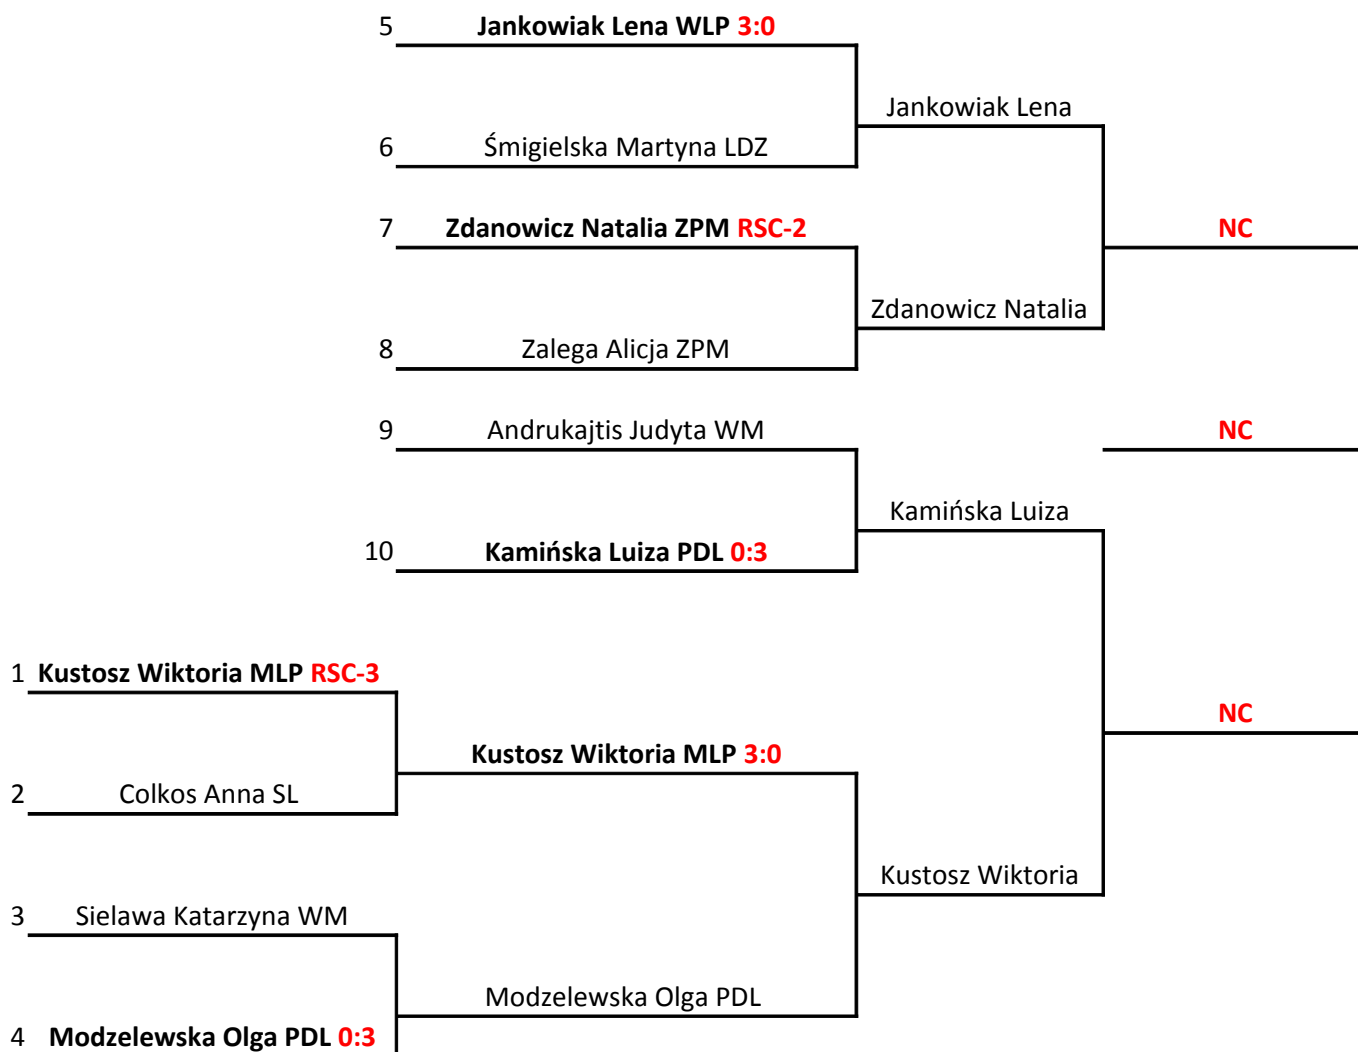 5 Jankowiak Lena WLP 3:0
Jankowiak Lena
6 Śmigielska Martyna LDZ
7 Zdanowicz Natalia ZPM RSC-2
NC
Zdanowicz Natalia
8 Zalega Alicja ZPM
9 Andrukajtis Judyta WM
NC
Kamińska Luiza
10 Kamińska Luiza PDL 0:3
1 Kustosz Wiktoria MLP RSC-3
NC
Kustosz Wiktoria MLP 3:0
2 Colkos Anna SL
Kustosz Wiktoria
3 Sielawa Katarzyna WM
Modzelewska Olga PDL
4 Modzelewska Olga PDL 0:3